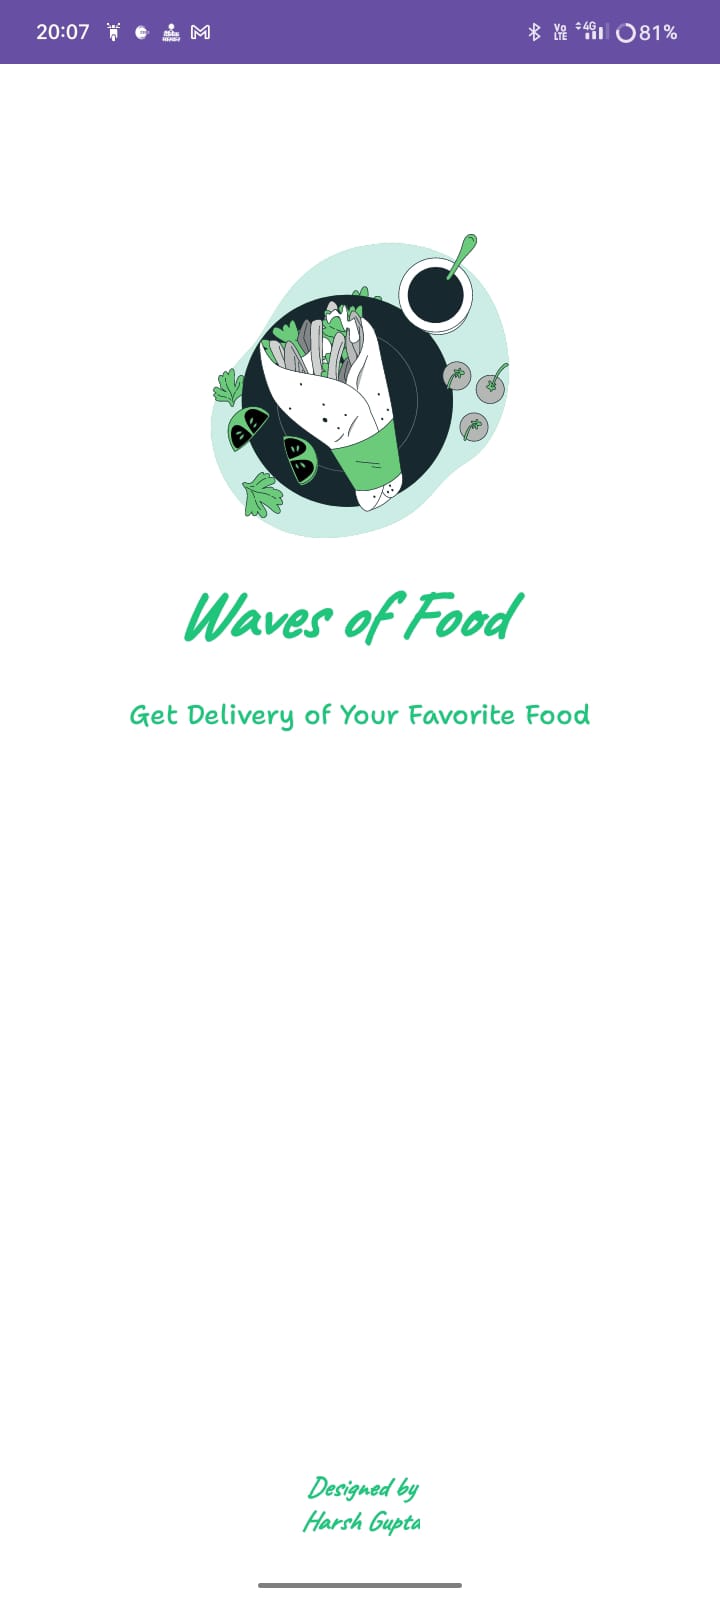 20:07
Vo
LTE
4G
81%
Waves of Food
Get Delivery of Your Favorite Food
Designed by
Harsh Gupta